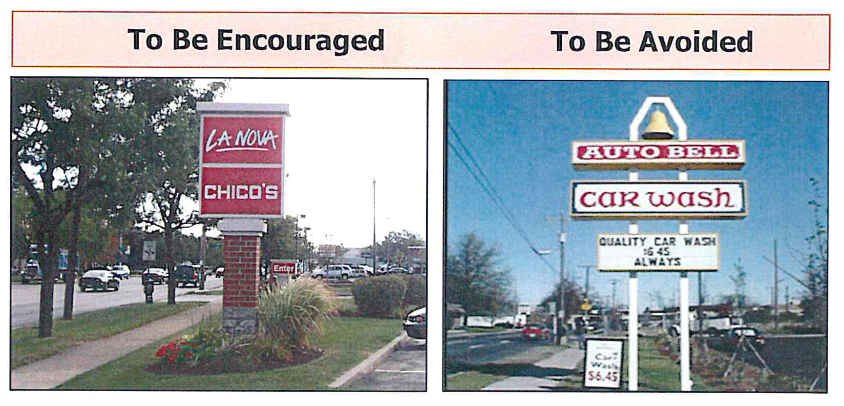 To Be Encouraged
To Be Avoided
LA NOVA
CHICO'S
Enter
AUTO BELL
car wash
QUALITY CAR WASH
$6.45
ALWAYS
Car
Wash
$6.45